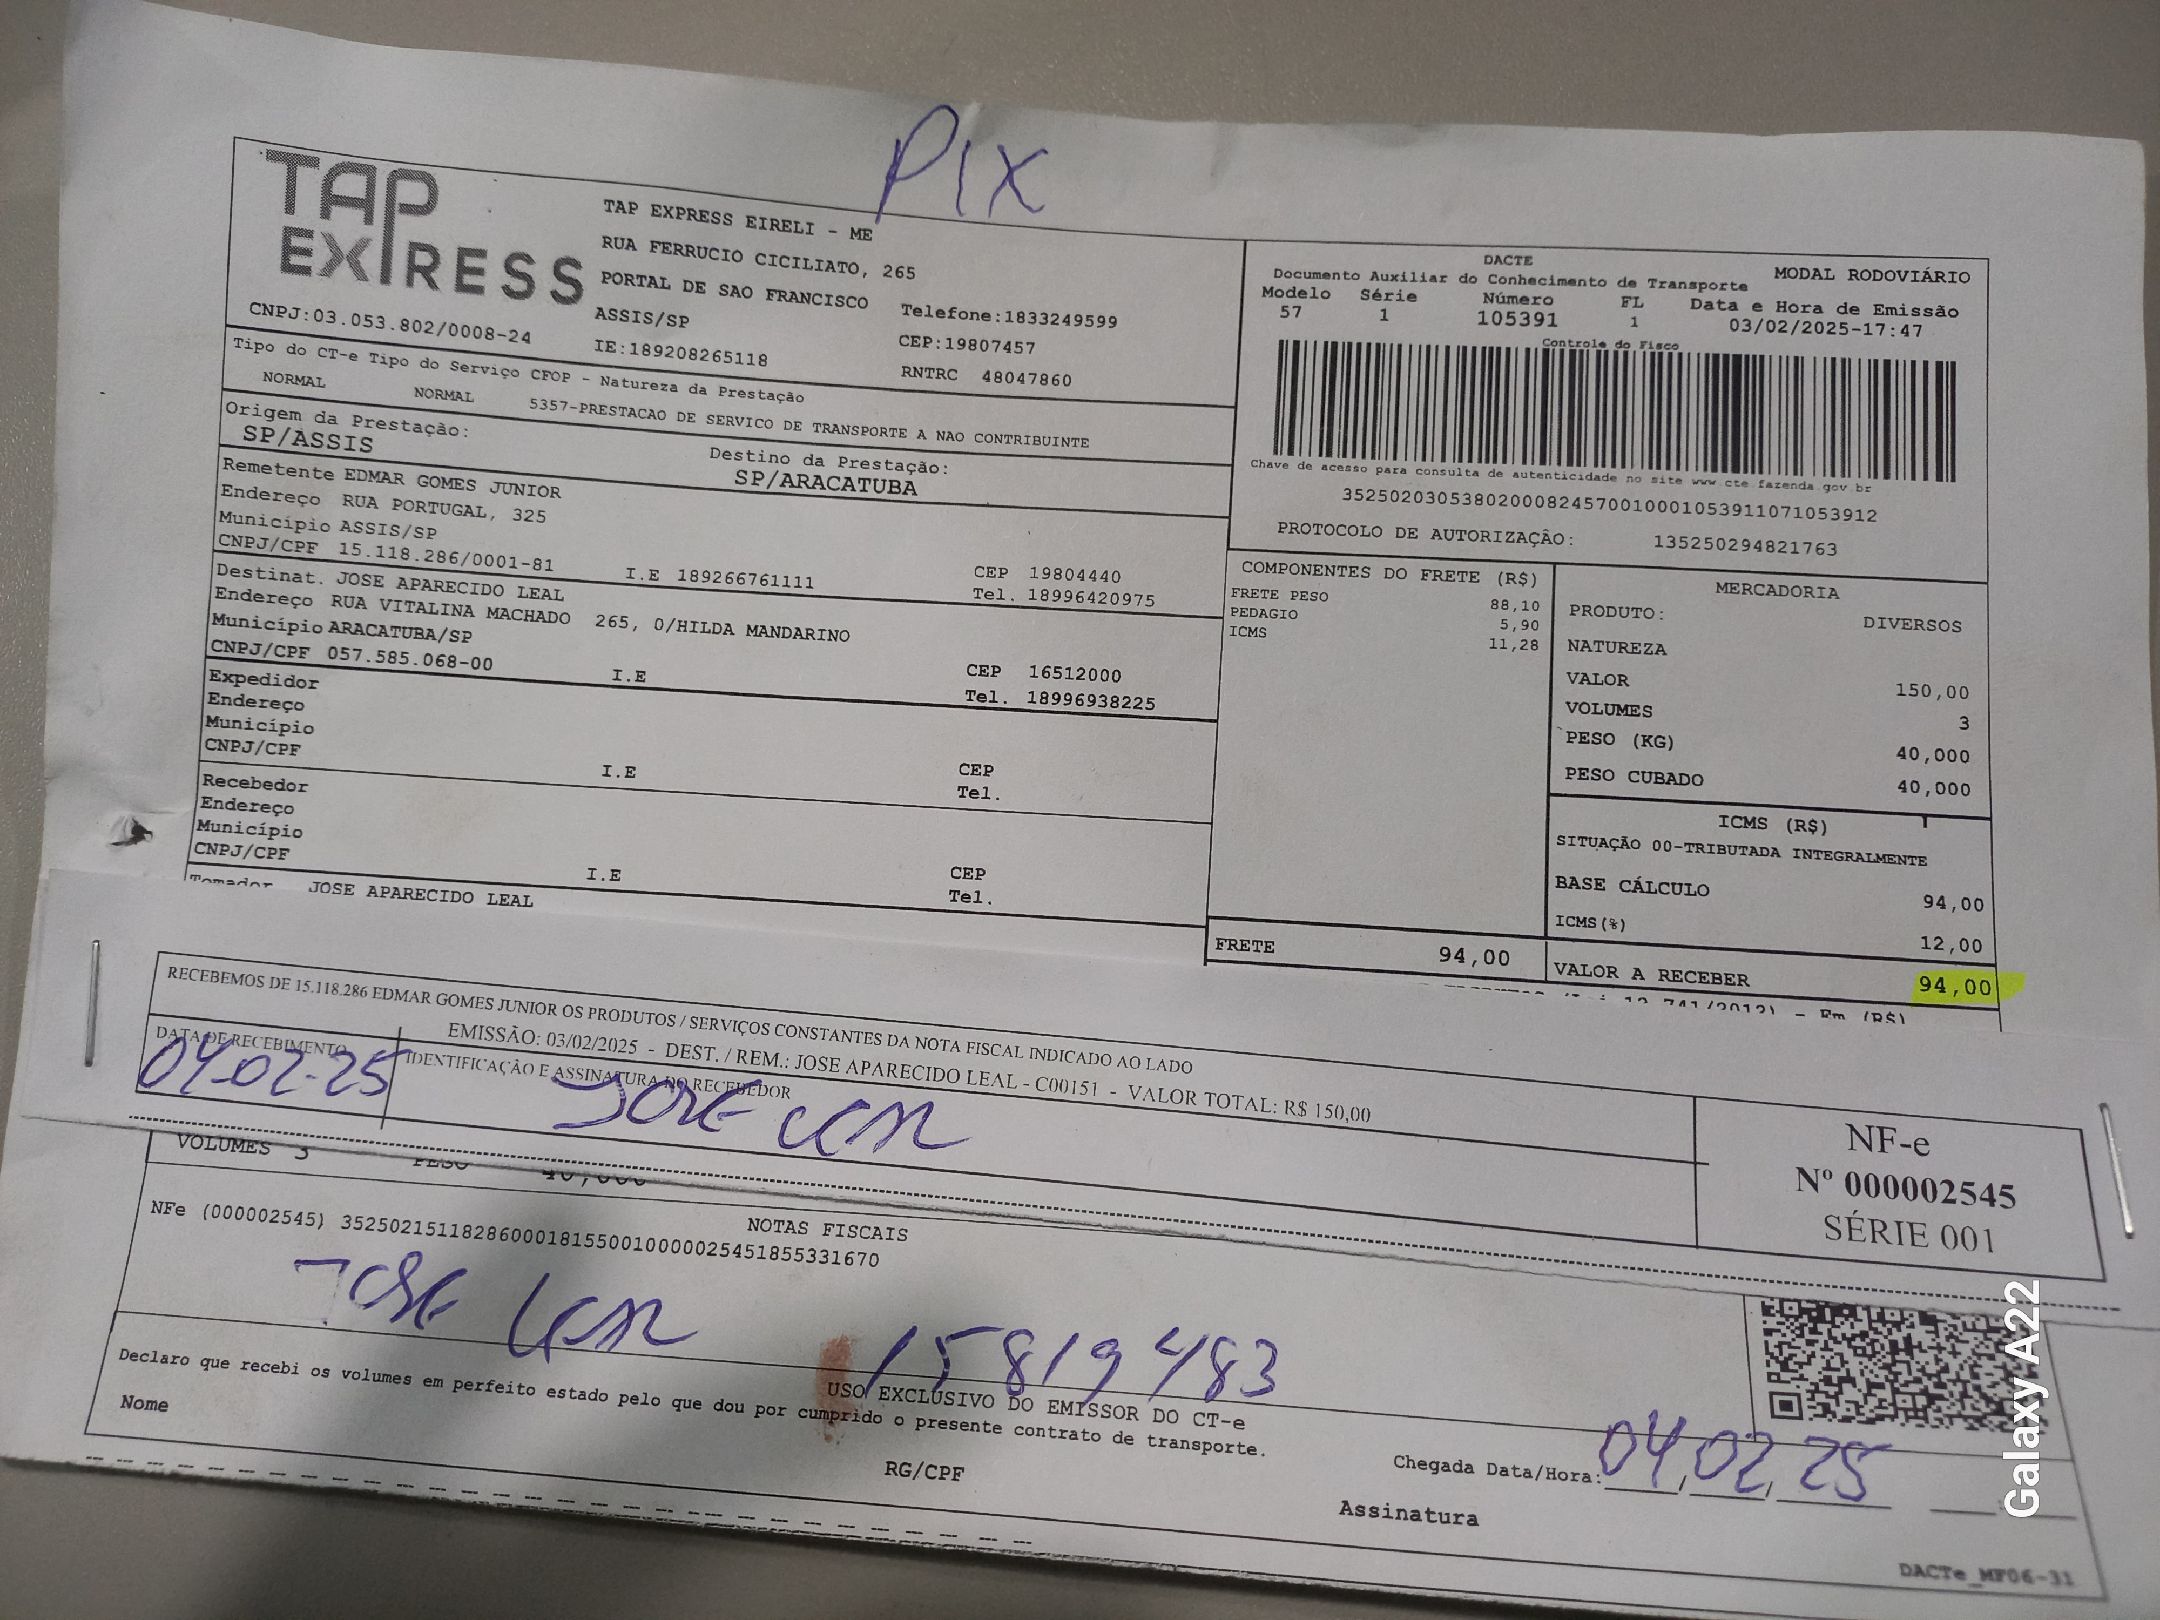 PIX
TAP EXPRESS
TAP EXPRESS EIRELI - ME
RUA FERRUCIO CICILIATO, 265
PORTAL DE SAO FRANCISCO
ASSIS/SP
Telefone:1833249599
CNPJ:03.053.802/0008-24
IE:189208265118
CEP:19807457
RNTRC 48047860
DACTE
MODAL RODOVIÁRIO
Documento Auxiliar do Conhecimento de Transporte
Modelo Série Número FL Data e Hora de Emissão
57 1 105391 1 03/02/2025-17:47
Controle do Fisco
Chave de acesso para consulta de autenticidade no site www cte fazenda gov br
35250203053802000824570010001053911071053912
PROTOCOLO DE AUTORIZAÇÃO: 135250294821763
Tipo do CT-e Tipo do Serviço CFOP - Natureza da Prestação
NORMAL NORMAL 5357-PRESTACAO DE SERVICO DE TRANSPORTE A NAO CONTRIBUINTE
Origem da Prestação: Destino da Prestação:
SP/ASSIS SP/ARACATUBA
Remetente EDMAR GOMES JUNIOR
Endereço RUA PORTUGAL, 325
Município ASSIS/SP CEP 19804440
CNPJ/CPF 15.118.286/0001-81 I.E 189266761111 Tel. 18996420975
Destinat. JOSE APARECIDO LEAL
Endereço RUA VITALINA MACHADO 265, 0/HILDA MANDARINO
Município ARACATUBA/SP CEP 16512000
CNPJ/CPF 057.585.068-00 I.E Tel. 18996938225
Expedidor
Endereço
Município CEP
CNPJ/CPF I.E Tel.
Recebedor
Endereço
Município CEP
CNPJ/CPF I.E Tel.
Tomador JOSE APARECIDO LEAL
COMPONENTES DO FRETE (R$)
FRETE PESO 88,10
PEDAGIO 5,90
ICMS 11,28
FRETE 94,00
MERCADORIA
PRODUTO: DIVERSOS
NATUREZA
VALOR 150,00
VOLUMES 3
PESO (KG) 40,000
PESO CUBADO 40,000
ICMS (R$)
SITUAÇÃO 00-TRIBUTADA INTEGRALMENTE
BASE CÁLCULO 94,00
ICMS(%) 12,00
VALOR A RECEBER 94,00
12 741/2012) - Em (R$)
RECEBEMOS DE 15.118.286 EDMAR GOMES JUNIOR OS PRODUTOS / SERVIÇOS CONSTANTES DA NOTA FISCAL INDICADO AO LADO
EMISSÃO: 03/02/2025 - DEST. / REM.: JOSE APARECIDO LEAL - C00151 - VALOR TOTAL: R$ 150,00
DATA DE RECEBIMENTO IDENTIFICAÇÃO E ASSINATURA DO RECEBEDOR
04-02-25 JOSE LEAL
NF-e
Nº 000002545
SÉRIE 001
VOLUMES 3 PESO 40,000
NOTAS FISCAIS
NFe (000002545) 35250215118286000181550010000025451855331670
JOSE LEAL 15819483
USO EXCLUSIVO DO EMISSOR DO CT-e
Declaro que recebi os volumes em perfeito estado pelo que dou por cumprido o presente contrato de transporte.
Nome RG/CPF
Chegada Data/Hora: 04,02,25
Assinatura
DACTe_MF06-31
Galaxy A22